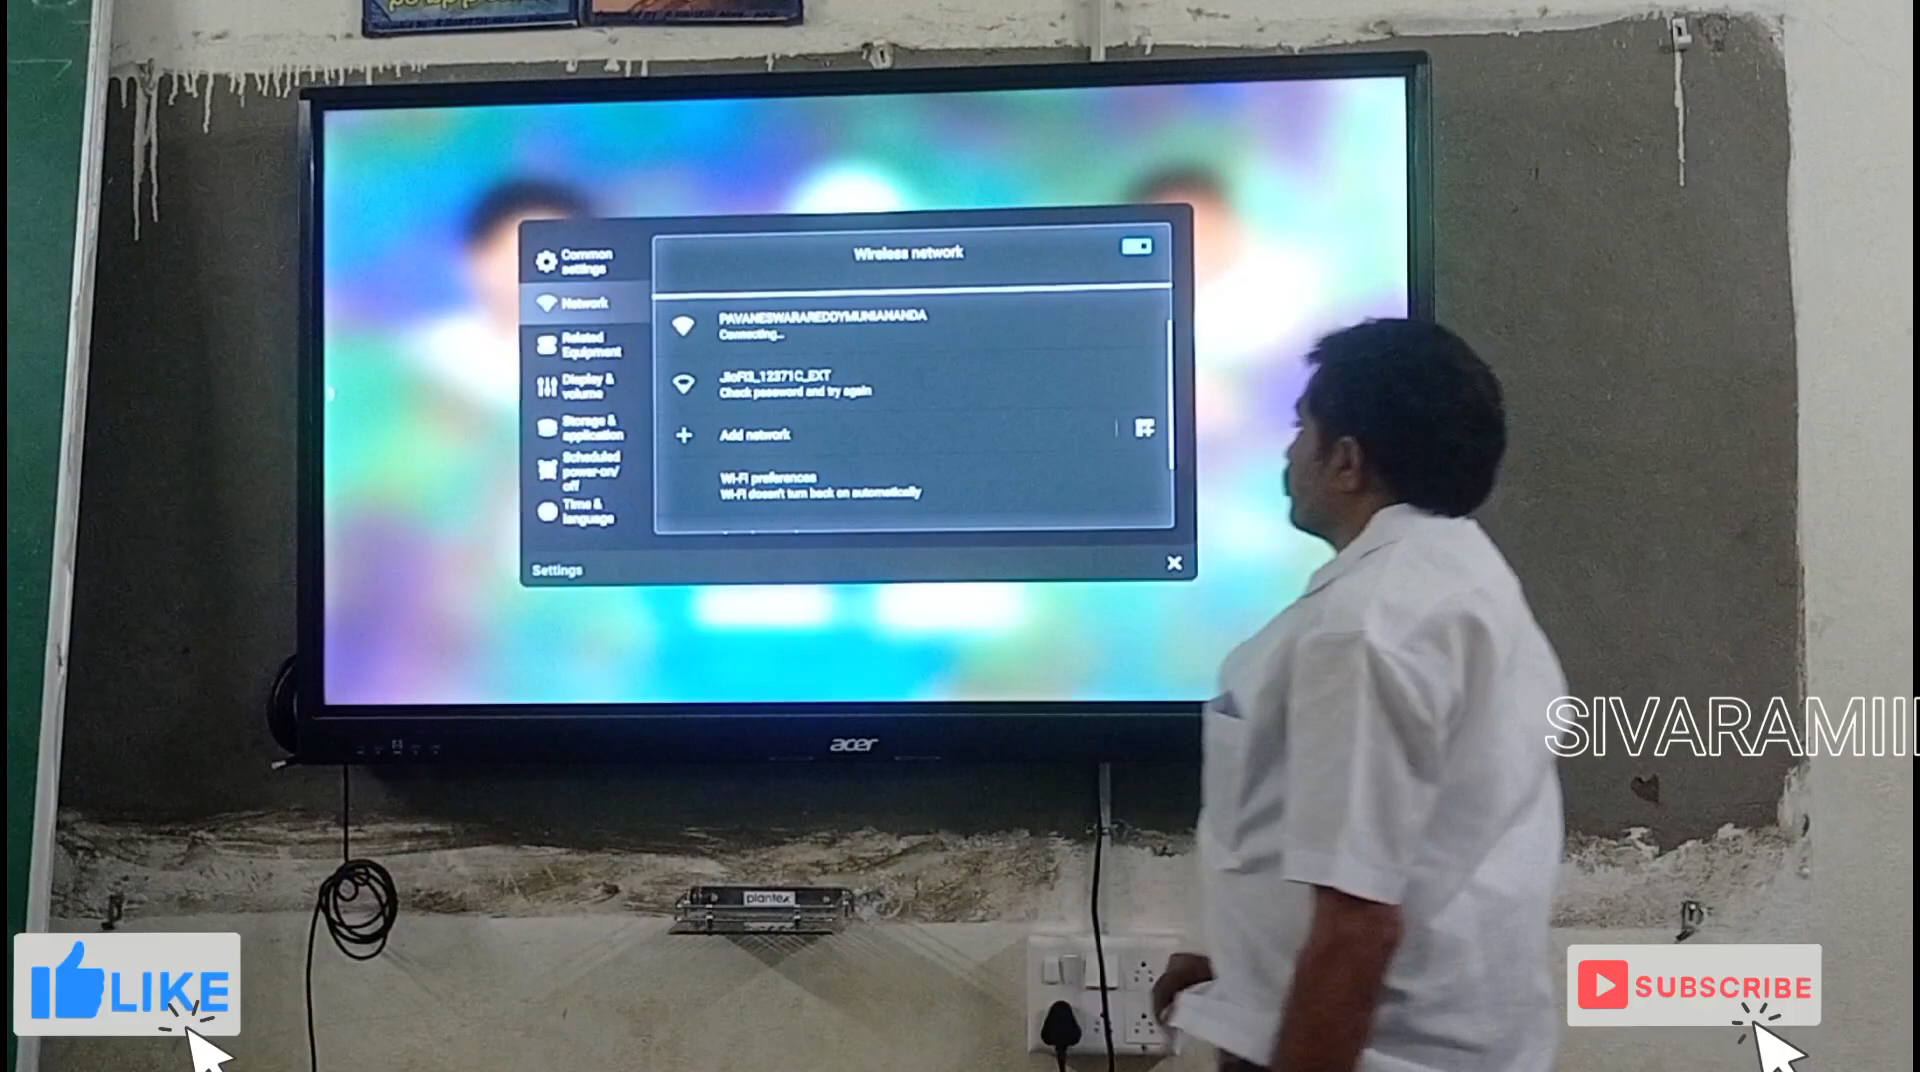 Common
settings
Network
Related
Equipment
Display &
volume
Storage &
application
Scheduled
power-on/
off
Time &
language
Settings
Wireless network
PAVANESWARAREDDYMUNIANANDA
Connecting...
JioFi3_12371C_EXT
Check password and try again
Add network
Wi-Fi preferences
Wi-Fi doesn't turn back on automatically
acer
SIVARAMII
plantex
LIKE
SUBSCRIBE